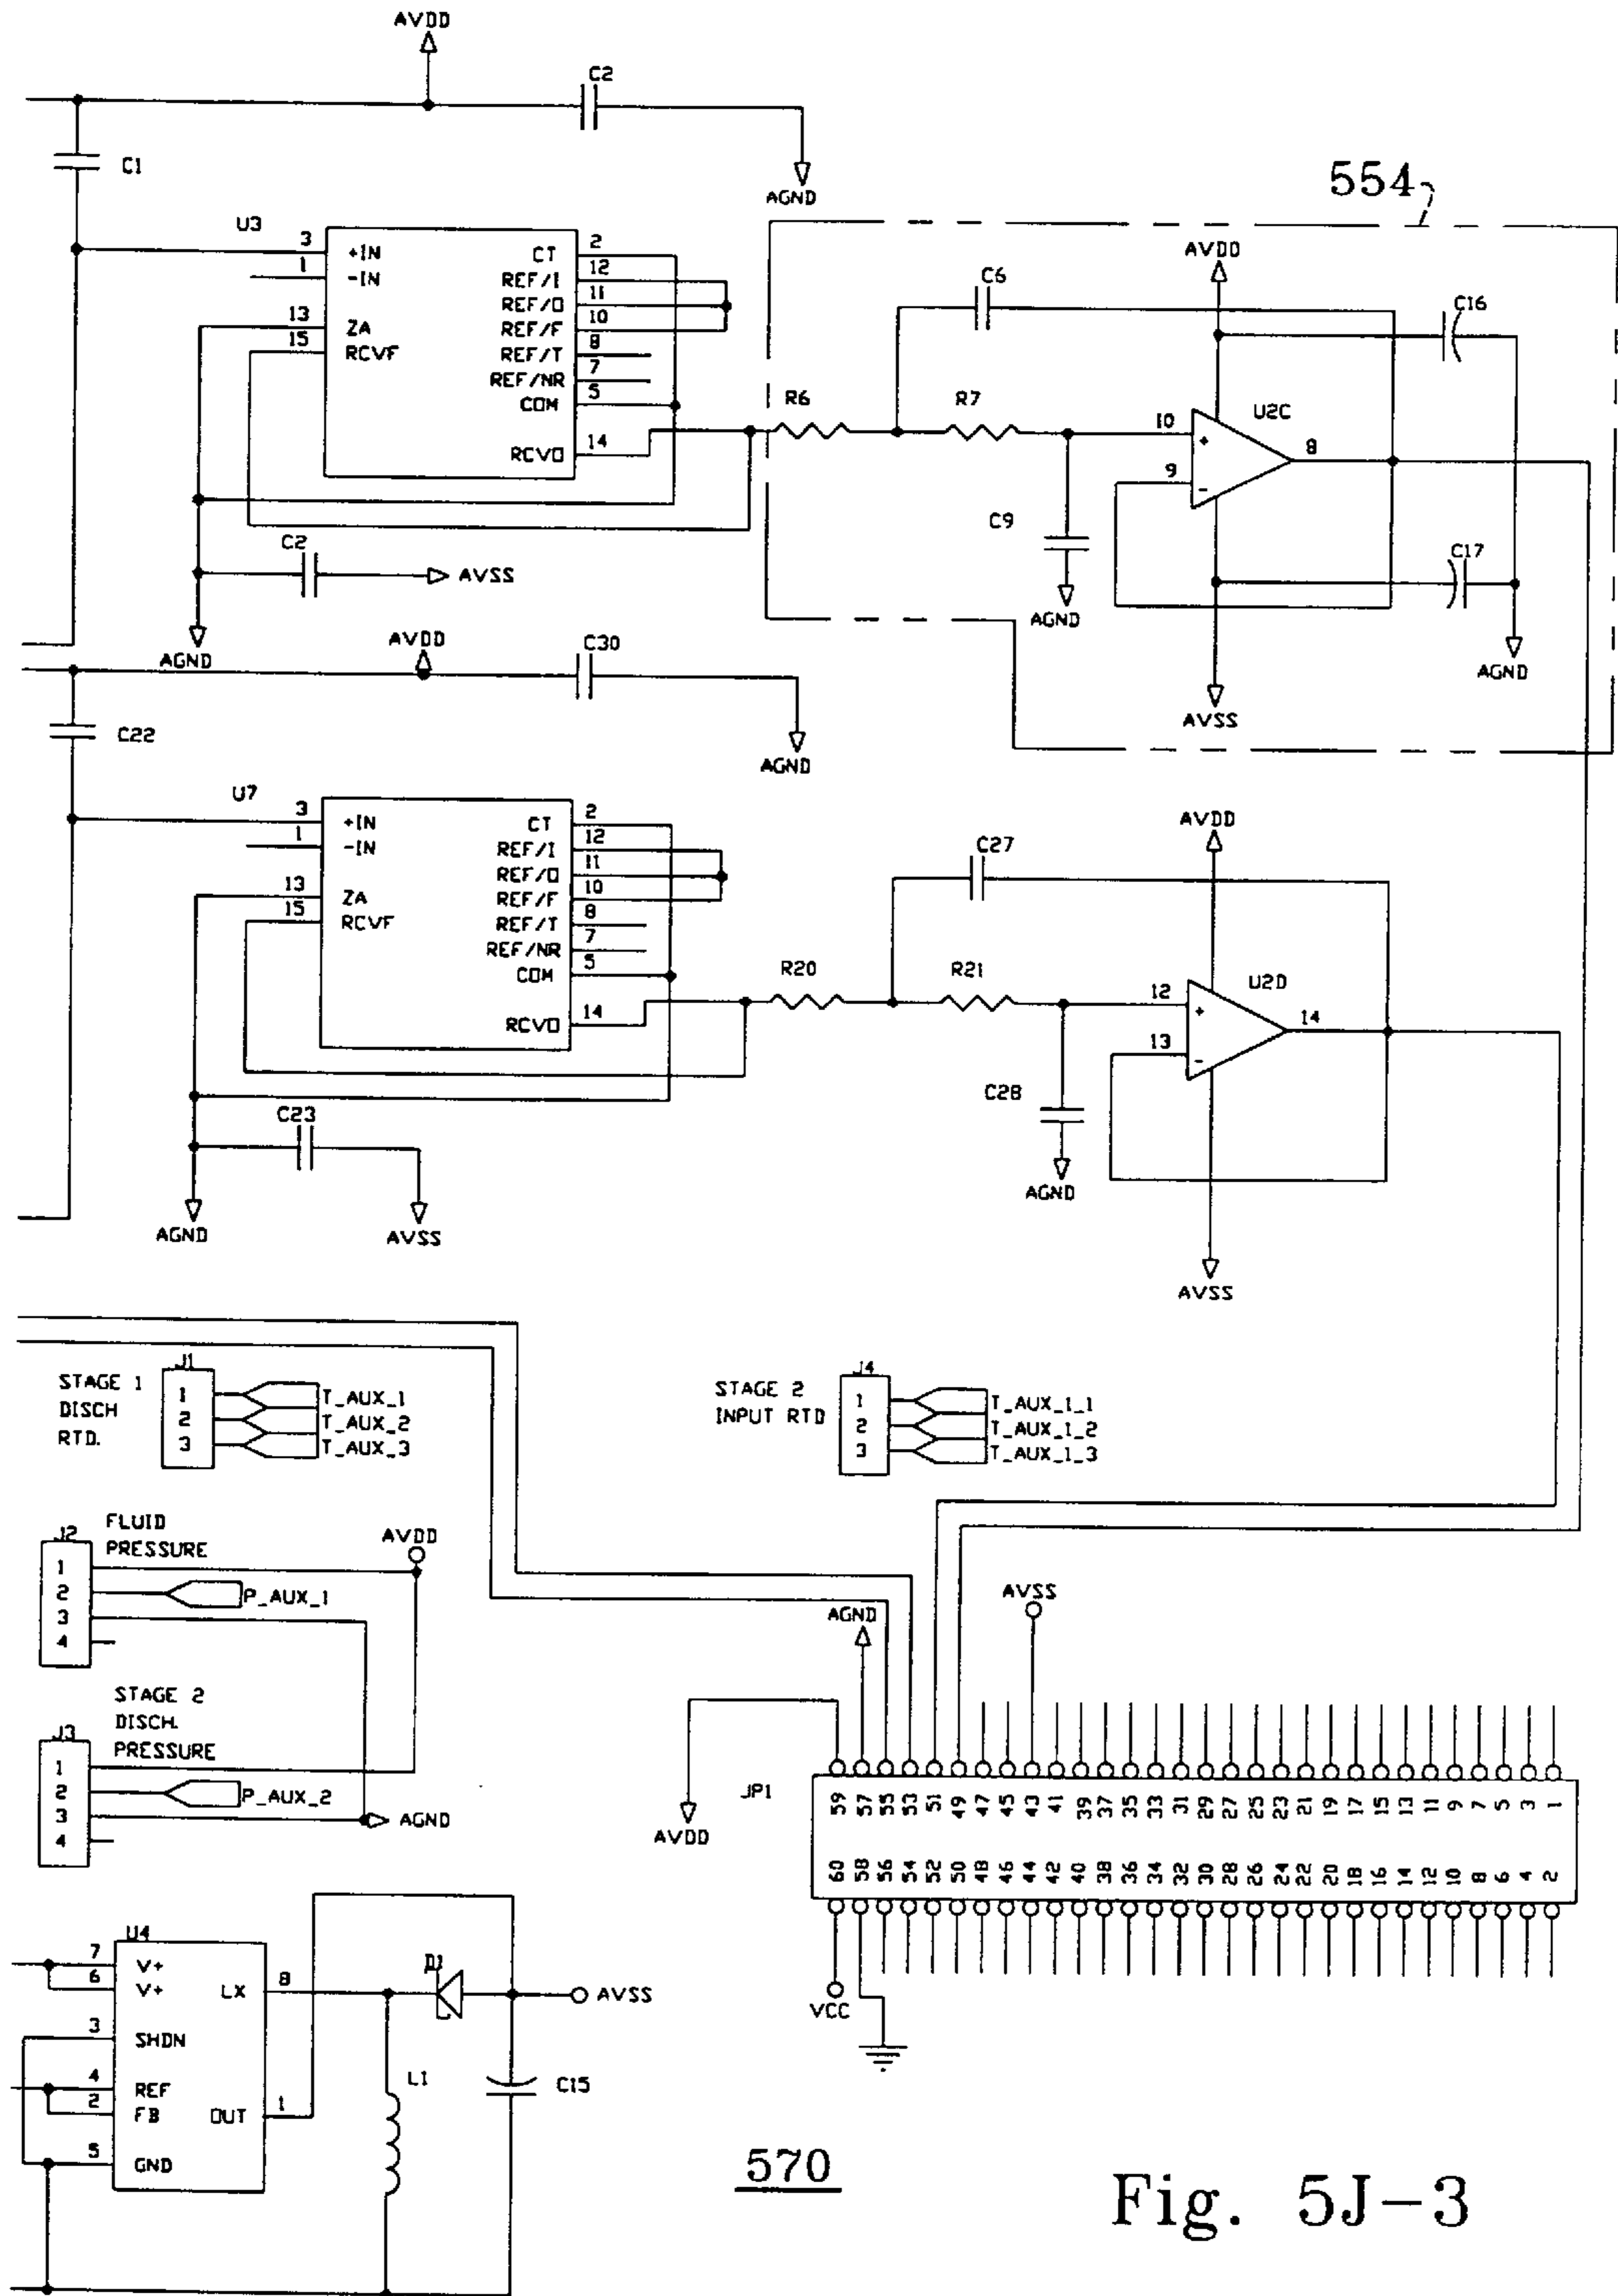 AVDD
C2
C1
AGND
554
U3
3 +IN
1 -IN
13 ZA
15 RCVF
CT 2
REF/I 12
REF/O 11
REF/F 10
REF/T 8
REF/NR 7
COM 5
RCVO 14
AVDD
C6
C16
R6
R7
U2C
10
+
8
9
-
C9
C17
AGND
AGND
AVSS
C2
AVSS
AGND
AVDD
C30
C22
AGND
U7
3 +IN
1 -IN
13 ZA
15 RCVF
CT 2
REF/I 12
REF/O 11
REF/F 10
REF/T 8
REF/NR 7
COM 5
RCVO 14
AVDD
C27
R20
R21
U2D
12
+
14
13
-
C28
AGND
AVSS
C23
AGND
AVSS
STAGE 1
DISCH
RTD.
J1
1 T_AUX_1
2 T_AUX_2
3 T_AUX_3
STAGE 2
INPUT RTD
J4
1 T_AUX_1_1
2 T_AUX_1_2
3 T_AUX_1_3
FLUID
PRESSURE
J2
1
2 P_AUX_1
3
4
AVDD
STAGE 2
DISCH.
PRESSURE
J3
1
2 P_AUX_2
3
4
AGND
AGND
AVSS
AVDD
JP1
59 57 55 53 51 49 47 45 43 41 39 37 35 33 31 29 27 25 23 21 19 17 15 13 11 9 7 5 3 1
60 58 56 54 52 50 48 46 44 42 40 38 36 34 32 30 28 26 24 22 20 18 16 14 12 10 8 6 4 2
VCC
U4
7 V+
6 V+
3 SHDN
4 REF
2 FB
5 GND
LX 8
OUT 1
D1
AVSS
L1
C15
570
Fig. 5J-3